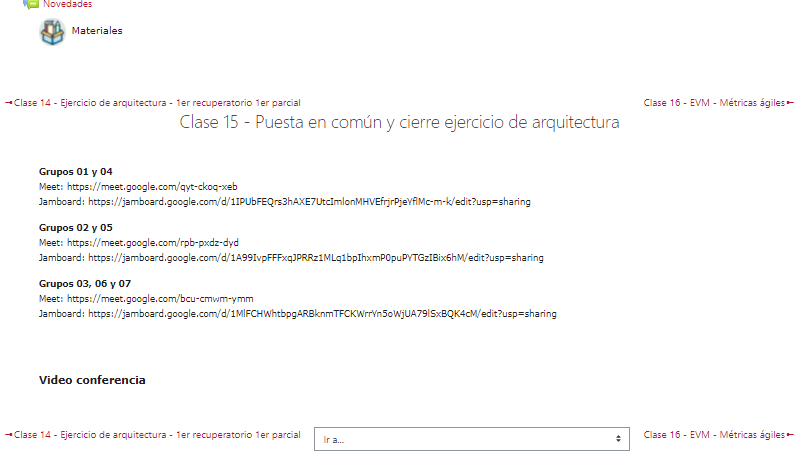 Novedades
Materiales
Clase 14 - Ejercicio de arquitectura - 1er recuperatorio 1er parcial
Clase 16 - EVM - Métricas ágiles
Clase 15 - Puesta en común y cierre ejercicio de arquitectura
Grupos 01 y 04
Meet: https://meet.google.com/qyt-ckoq-xeb
Jamboard: https://jamboard.google.com/d/1IPUbFEQrs3hAXE7UtcImlonMHVEfrjrPjeYflMc-m-k/edit?usp=sharing
Grupos 02 y 05
Meet: https://meet.google.com/rpb-pxdz-dyd
Jamboard: https://jamboard.google.com/d/1A99IvpFFFxqJPRRz1MLq1bpIhxmP0puPYTGzIBix6hM/edit?usp=sharing
Grupos 03, 06 y 07
Meet: https://meet.google.com/bcu-cmwm-ymm
Jamboard: https://jamboard.google.com/d/1MlFCHWhtbpgARBknmTFCKWrrYn5oWjUA79lSxBQK4cM/edit?usp=sharing
Video conferencia
Clase 14 - Ejercicio de arquitectura - 1er recuperatorio 1er parcial
Ir a...
Clase 16 - EVM - Métricas ágiles